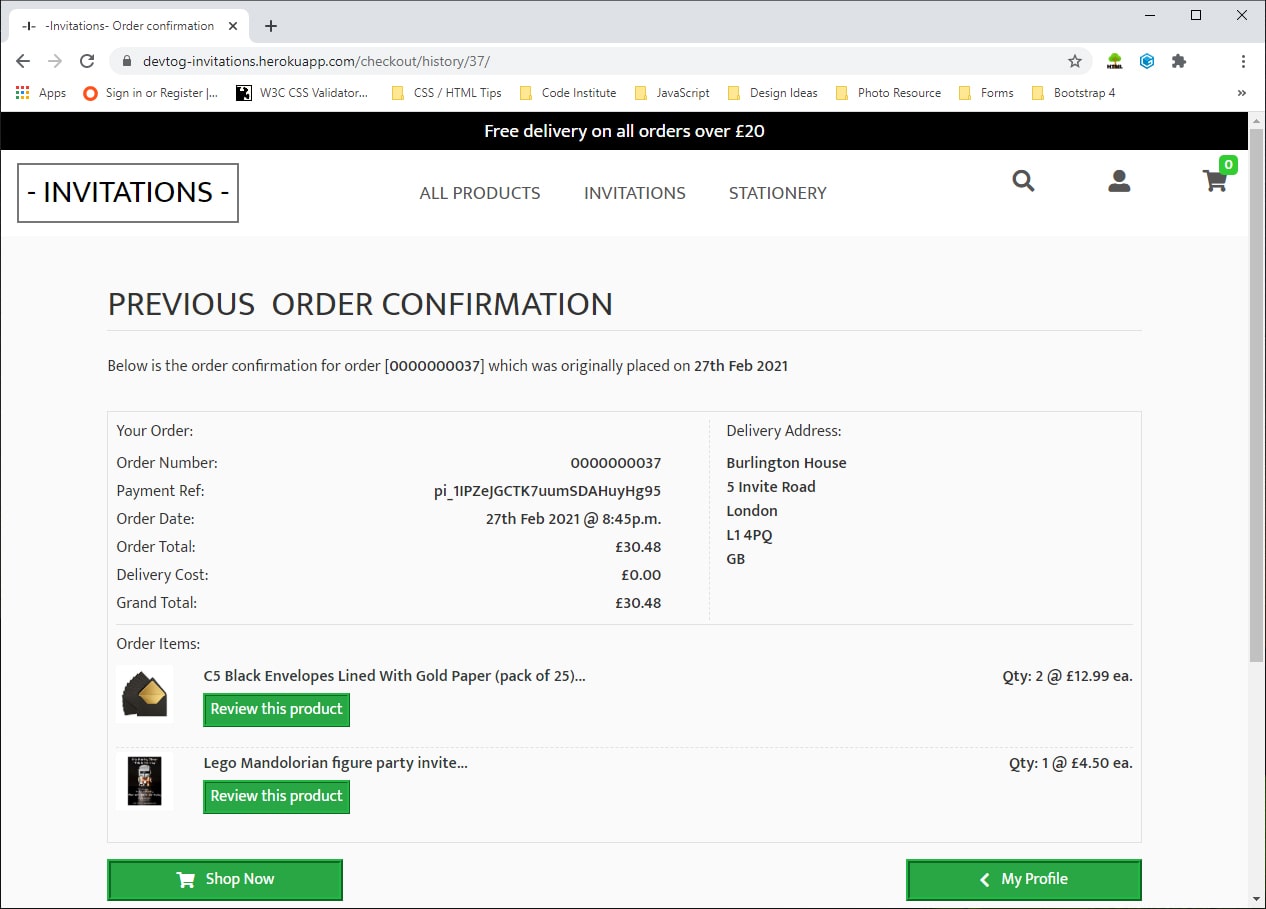 -Invitations- Order confirmation
devtog-invitations.herokuapp.com/checkout/history/37/
Apps Sign in or Register |... W3C CSS Validator... CSS / HTML Tips Code Institute JavaScript Design Ideas Photo Resource Forms Bootstrap 4 »
Free delivery on all orders over £20
- INVITATIONS - ALL PRODUCTS INVITATIONS STATIONERY 0
PREVIOUS ORDER CONFIRMATION
Below is the order confirmation for order [0000000037] which was originally placed on 27th Feb 2021
Your Order:
Order Number: 0000000037
Payment Ref: pi_1IPZeJGCTK7uumSDAHuyHg95
Order Date: 27th Feb 2021 @ 8:45p.m.
Order Total: £30.48
Delivery Cost: £0.00
Grand Total: £30.48
Delivery Address:
Burlington House
5 Invite Road
London
L1 4PQ
GB
Order Items:
C5 Black Envelopes Lined With Gold Paper (pack of 25)... Qty: 2 @ £12.99 ea.
Review this product
Lego Mandolorian figure party invite... Qty: 1 @ £4.50 ea.
Review this product
Shop Now My Profile